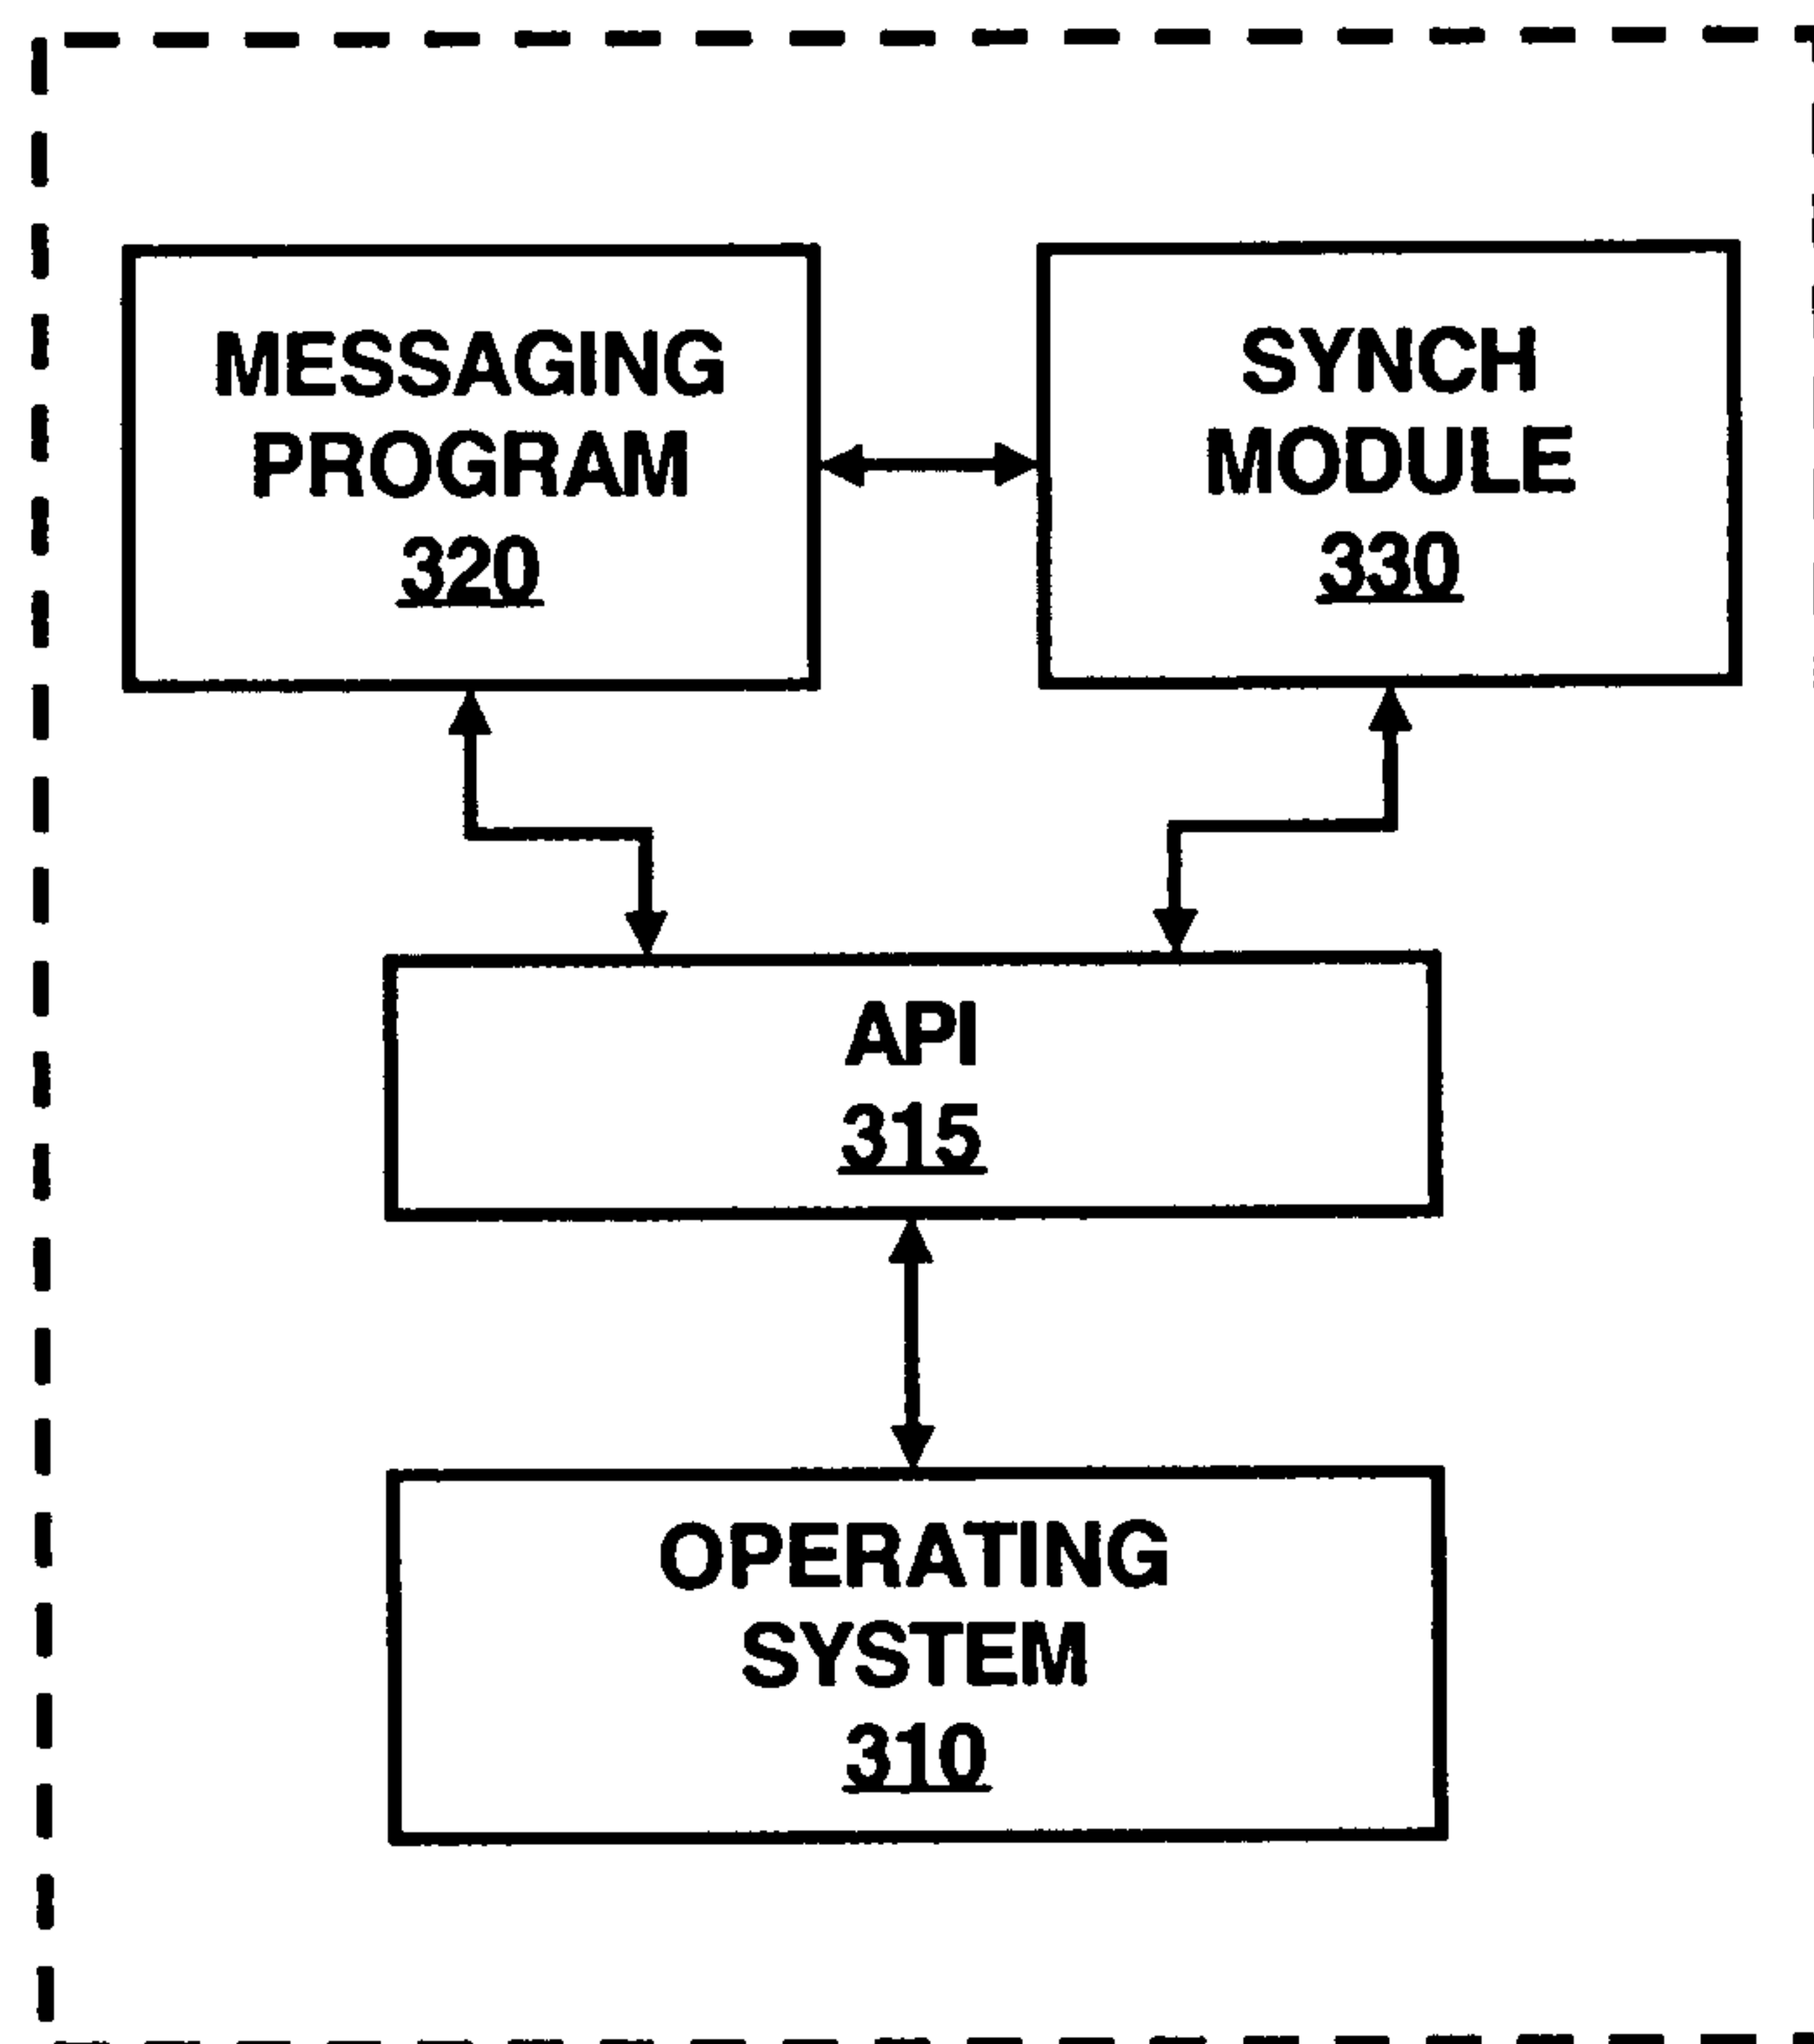 MESSAGING
PROGRAM
320
SYNCH
MODULE
330
API
315
OPERATING
SYSTEM
310